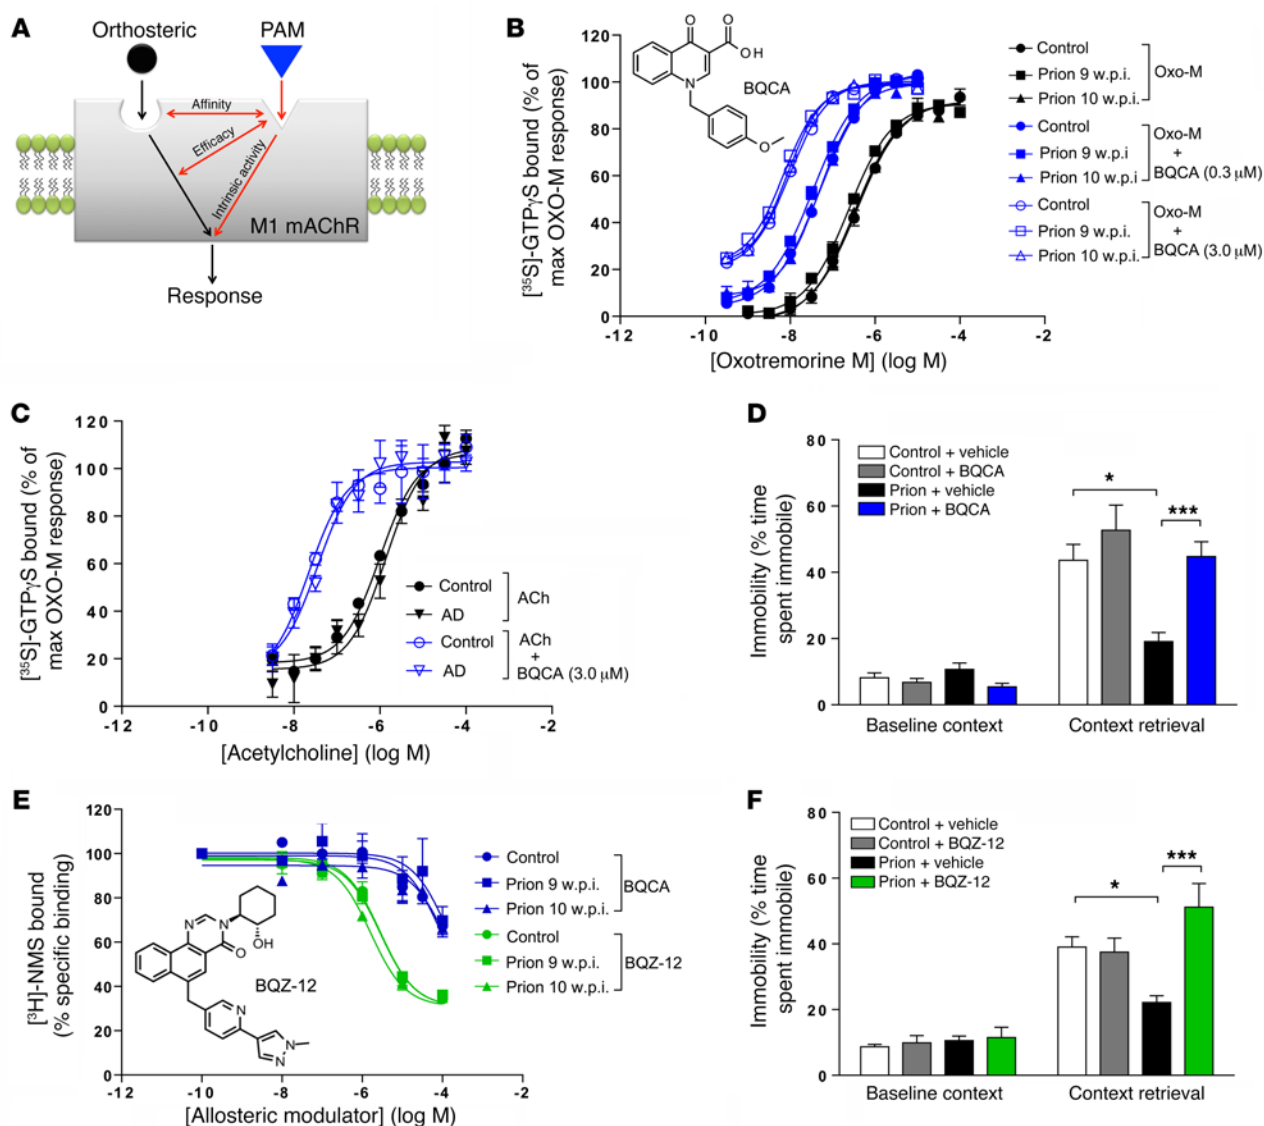 A
Orthosteric
PAM
Affinity
Efficacy
Intrinsic activity
M1 mAChR
Response
B
[³⁵S]-GTPγS bound (% of
max OXO-M response)
120
100
80
60
40
20
0
-12
-10
-8
-6
-4
-2
[Oxotremorine M] (log M)
O
O
OH
N
BQCA
O
Control
Prion 9 w.p.i.
Prion 10 w.p.i.
Oxo-M
Control
Prion 9 w.p.i
Prion 10 w.p.i
Oxo-M
+
BQCA (0.3 μM)
Control
Prion 9 w.p.i.
Prion 10 w.p.i.
Oxo-M
+
BQCA (3.0 μM)
C
[³⁵S]-GTPγS bound (% of
max OXO-M response)
120
100
80
60
40
20
0
-12
-10
-8
-6
-4
-2
[Acetylcholine] (log M)
Control
AD
ACh
Control
AD
ACh
+
BQCA (3.0 μM)
D
Immobility (% time
spent immobile)
80
60
40
20
0
Control + vehicle
Control + BQCA
Prion + vehicle
Prion + BQCA
*
***
Baseline context
Context retrieval
E
[³H]-NMS bound
(% specific binding)
120
100
80
60
40
20
0
-12
-10
-8
-6
-4
-2
[Allosteric modulator] (log M)
N
N
O
OH
BQZ-12
N
N
N
Control
Prion 9 w.p.i.
Prion 10 w.p.i.
BQCA
Control
Prion 9 w.p.i.
Prion 10 w.p.i.
BQZ-12
F
Immobility (% time
spent immobile)
80
60
40
20
0
Control + vehicle
Control + BQZ-12
Prion + vehicle
Prion + BQZ-12
*
***
Baseline context
Context retrieval